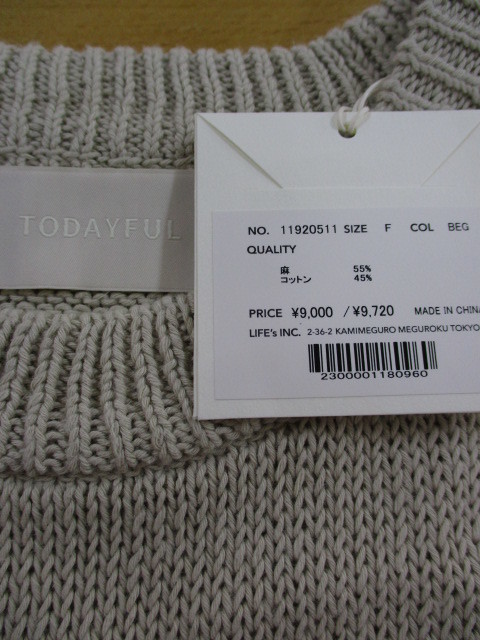 TODAYFUL
NO. 11920511 SIZE F COL BEG
QUALITY
麻 55%
コットン 45%
PRICE ¥9,000 / ¥9,720 MADE IN CHINA
LIFE's INC. 2-36-2 KAMIMEGURO MEGUROKU TOKYO
2300001180960